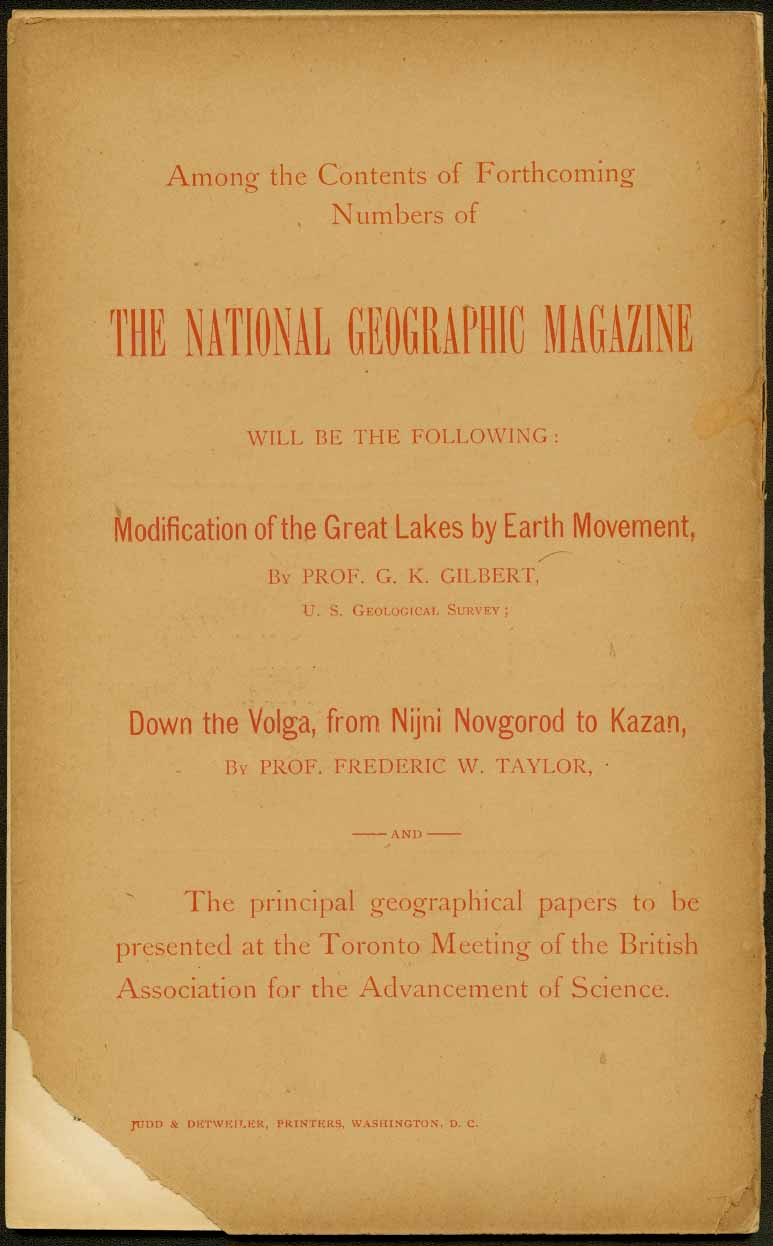 Among the Contents of Forthcoming
Numbers of
THE NATIONAL GEOGRAPHIC MAGAZINE
WILL BE THE FOLLOWING:
Modification of the Great Lakes by Earth Movement,
By PROF. G. K. GILBERT,
U. S. Geological Survey;
Down the Volga, from Nijni Novgorod to Kazan,
By PROF. FREDERIC W. TAYLOR,
AND
The principal geographical papers to be
presented at the Toronto Meeting of the British
Association for the Advancement of Science.
JUDD & DETWEILER, PRINTERS, WASHINGTON, D. C.